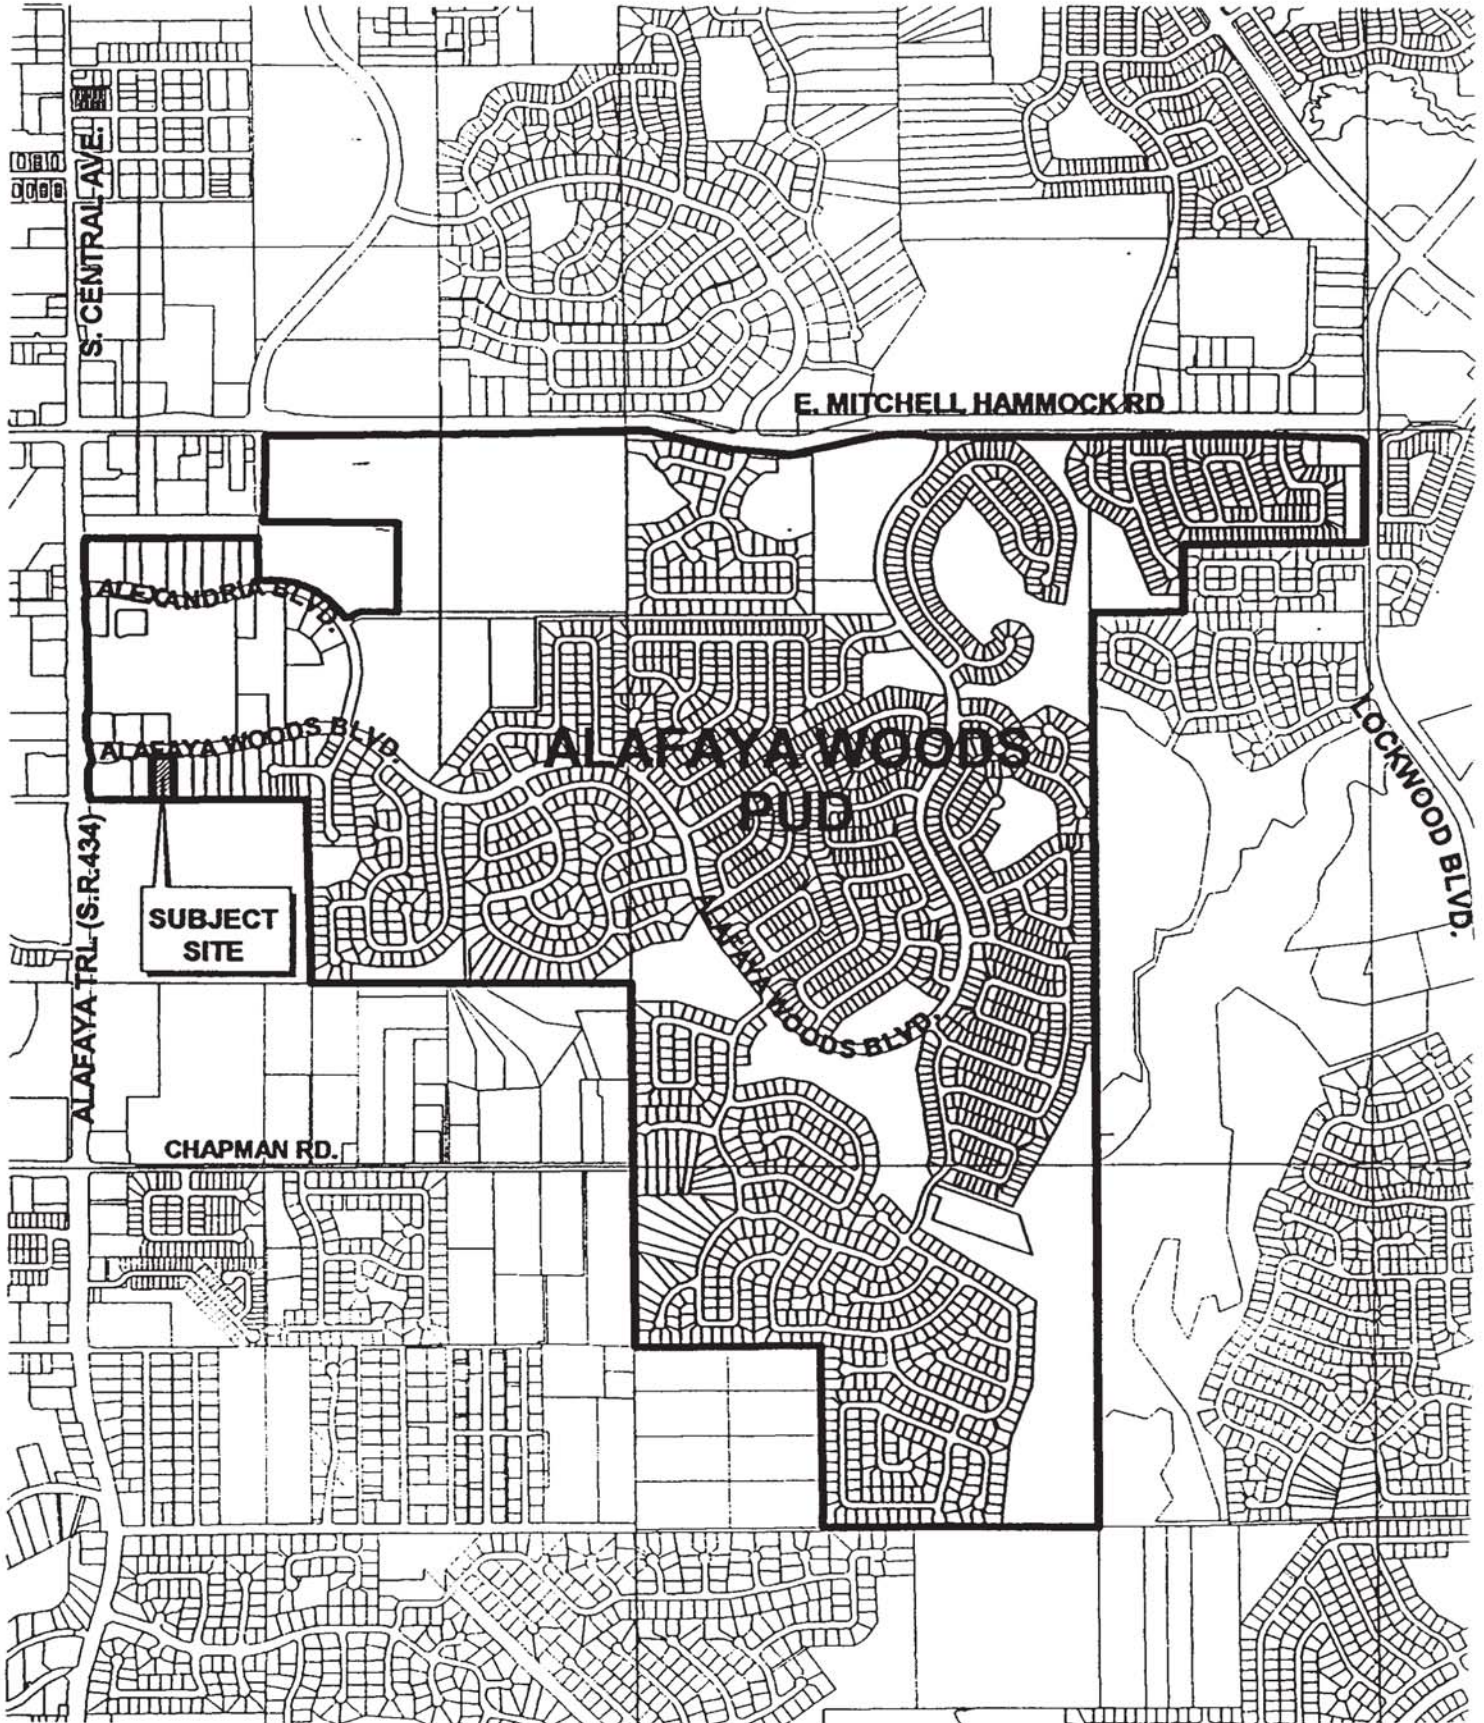 S. CENTRAL AVE.
E. MITCHELL HAMMOCK RD
ALEXANDRIA BLVD.
ALAFAYA WOODS BLVD.
ALAFAYA WOODS
PUD
LOCKWOOD BLVD.
ALAFAYA TRL (S.R.434)
SUBJECT
SITE
ALAFAYA WOODS BLVD.
CHAPMAN RD.